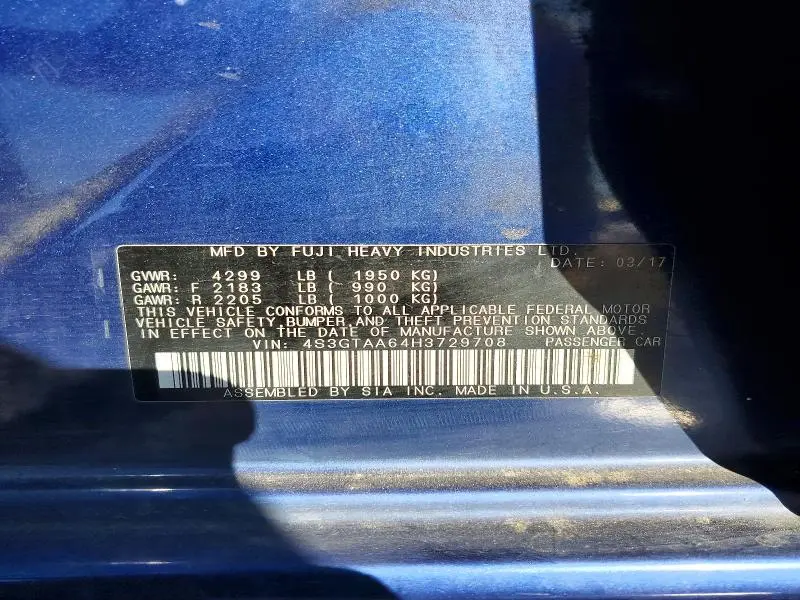 MFD BY FUJI HEAVY INDUSTRIES LTD.
DATE: 03/17
GVWR: 4299 LB ( 1950 KG)
GAWR: F 2183 LB ( 990 KG)
GAWR: R 2205 LB ( 1000 KG)
THIS VEHICLE CONFORMS TO ALL APPLICABLE FEDERAL MOTOR
VEHICLE SAFETY,BUMPER,AND THEFT PREVENTION STANDARDS
IN EFFECT ON THE DATE OF MANUFACTURE SHOWN ABOVE.
VIN: 4S3GTAA64H3729708 PASSENGER CAR
ASSEMBLED BY SIA INC. MADE IN U.S.A.